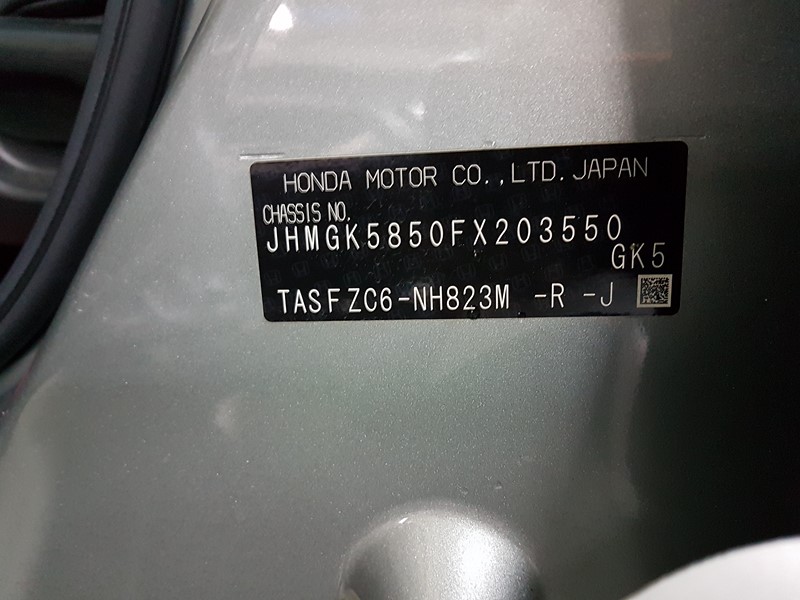 HONDA MOTOR CO.,LTD.JAPAN
CHASSIS NO.
JHMGK5850FX203550
GK5
TASFZC6-NH823M -R -J